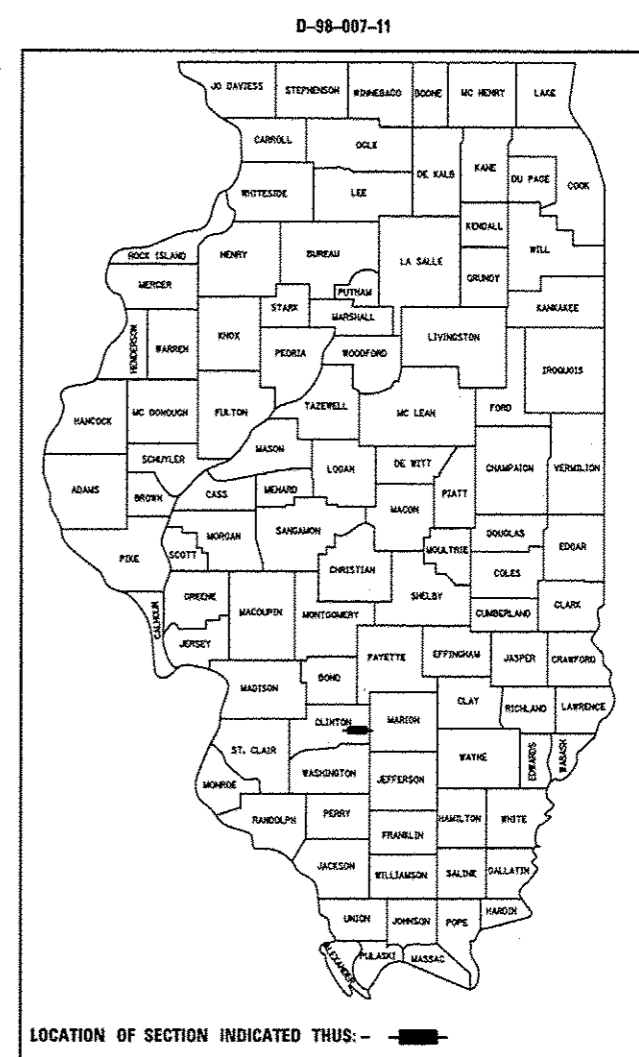 D-98-007-11
JO DAVIESS STEPHENSON WINNEBAGO BOONE MC HENRY LAKE
CARROLL OGLE DE KALB KANE DU PAGE COOK
WHITESIDE LEE KENDALL WILL
ROCK ISLAND HENRY BUREAU LA SALLE GRUNDY
MERCER PUTNAM KANKAKEE
HENDERSON WARREN KNOX STARK MARSHALL LIVINGSTON
PEORIA WOODFORD IROQUOIS
HANCOCK MC DONOUGH FULTON TAZEWELL MC LEAN FORD
SCHUYLER MASON LOGAN DE WITT CHAMPAIGN VERMILION
ADAMS BROWN CASS MENARD MACON PIATT
PIKE SCOTT MORGAN SANGAMON CHRISTIAN MOULTRIE DOUGLAS EDGAR
COLES
CALHOUN GREENE MACOUPIN MONTGOMERY SHELBY CUMBERLAND CLARK
JERSEY FAYETTE EFFINGHAM JASPER CRAWFORD
MADISON BOND CLAY RICHLAND LAWRENCE
CLINTON MARION
ST. CLAIR WAYNE EDWARDS WABASH
MONROE WASHINGTON JEFFERSON
RANDOLPH PERRY HAMILTON WHITE
FRANKLIN
JACKSON WILLIAMSON SALINE GALLATIN
UNION JOHNSON POPE HARDIN
ALEXANDER PULASKI MASSAC
LOCATION OF SECTION INDICATED THUS: -